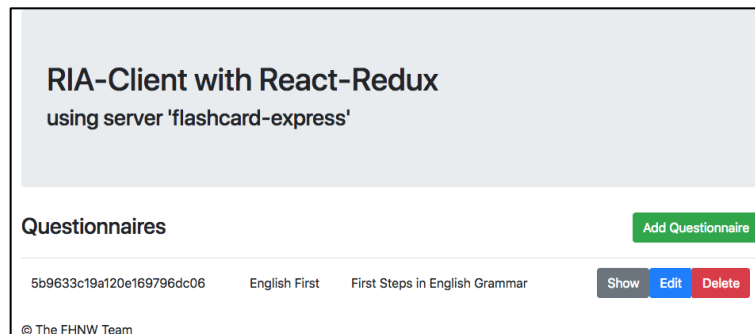 RIA-Client with React-Redux
using server 'flashcard-express'
Questionnaires
Add Questionnaire
5b9633c19a120e169796dc06 English First First Steps in English Grammar Show Edit Delete
© The FHNW Team